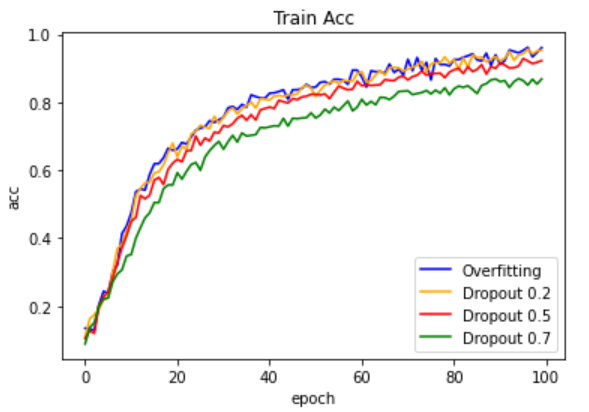 Train Acc
1.0
0.8
0.6
0.4
0.2
acc
0
20
40
60
80
100
epoch
Overfitting
Dropout 0.2
Dropout 0.5
Dropout 0.7